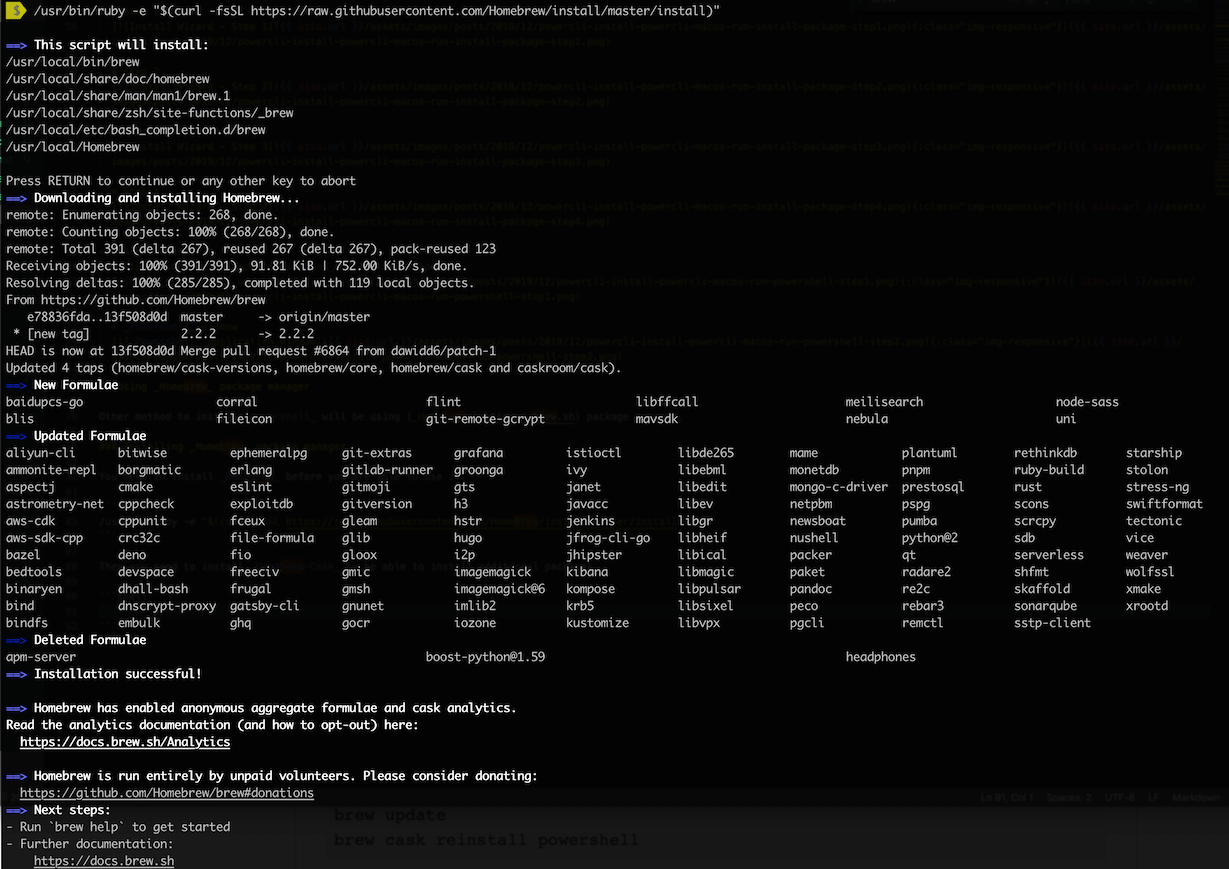 $ /usr/bin/ruby -e "$(curl -fsSL https://raw.githubusercontent.com/Homebrew/install/master/install)"
==> This script will install:
/usr/local/bin/brew
/usr/local/share/doc/homebrew
/usr/local/share/man/man1/brew.1
/usr/local/share/zsh/site-functions/_brew
/usr/local/etc/bash_completion.d/brew
/usr/local/Homebrew
Press RETURN to continue or any other key to abort
==> Downloading and installing Homebrew...
remote: Enumerating objects: 268, done.
remote: Counting objects: 100% (268/268), done.
remote: Total 391 (delta 267), reused 267 (delta 267), pack-reused 123
Receiving objects: 100% (391/391), 91.81 KiB | 752.00 KiB/s, done.
Resolving deltas: 100% (285/285), completed with 119 local objects.
From https://github.com/Homebrew/brew
   e78836fda..13f508d0d  master     -> origin/master
 * [new tag]             2.2.2      -> 2.2.2
HEAD is now at 13f508d0d Merge pull request #6864 from dawidd6/patch-1
Updated 4 taps (homebrew/cask-versions, homebrew/core, homebrew/cask and caskroom/cask).
==> New Formulae
baidupcs-go corral flint libffcall meilisearch node-sass
blis fileicon git-remote-gcrypt mavsdk nebula uni
==> Updated Formulae
aliyun-cli bitwise ephemeralpg git-extras grafana istioctl libde265 mame plantuml rethinkdb starship
ammonite-repl borgmatic erlang gitlab-runner groonga ivy libebml monetdb pnpm ruby-build stolon
aspectj cmake eslint gitmoji gts janet libedit mongo-c-driver prestosql rust stress-ng
astrometry-net cppcheck exploitdb gitversion h3 javacc libev netpbm pspg scons swiftformat
aws-cdk cppunit fceux gleam hstr jenkins libgr newsboat pumba scrcpy tectonic
aws-sdk-cpp crc32c file-formula glib hugo jfrog-cli-go libheif nushell python@2 sdb vice
bazel deno fio gloox i2p jhipster libical packer qt serverless weaver
bedtools devspace freeciv gmic imagemagick kibana libmagic paket radare2 shfmt wolfssl
binaryen dhall-bash frugal gmsh imagemagick@6 kompose libpulsar pandoc re2c skaffold xmake
bind dnscrypt-proxy gatsby-cli gnunet imlib2 krb5 libsixel peco rebar3 sonarqube xrootd
bindfs embulk ghq gocr iozone kustomize libvpx pgcli remctl sstp-client
==> Deleted Formulae
apm-server boost-python@1.59 headphones
==> Installation successful!
==> Homebrew has enabled anonymous aggregate formulae and cask analytics.
Read the analytics documentation (and how to opt-out) here:
  https://docs.brew.sh/Analytics
==> Homebrew is run entirely by unpaid volunteers. Please consider donating:
  https://github.com/Homebrew/brew#donations
==> Next steps:
- Run `brew help` to get started
- Further documentation:
    https://docs.brew.sh
brew update
brew cask reinstall powershell
Ln 91, Col 1 Spaces: 2 UTF-8 LF Markdown